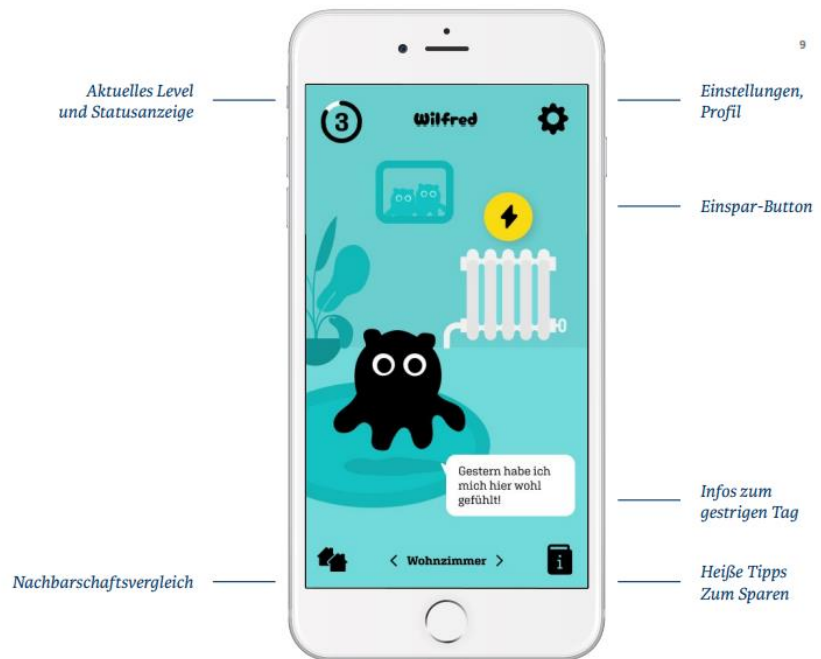 9
Aktuelles Level
und Statusanzeige
Einstellungen,
Profil
3
Wilfred
Einspar-Button
Gestern habe ich
mich hier wohl
gefühlt!
Infos zum
gestrigen Tag
Nachbarschaftsvergleich
< Wohnzimmer >
i
Heiße Tipps
Zum Sparen